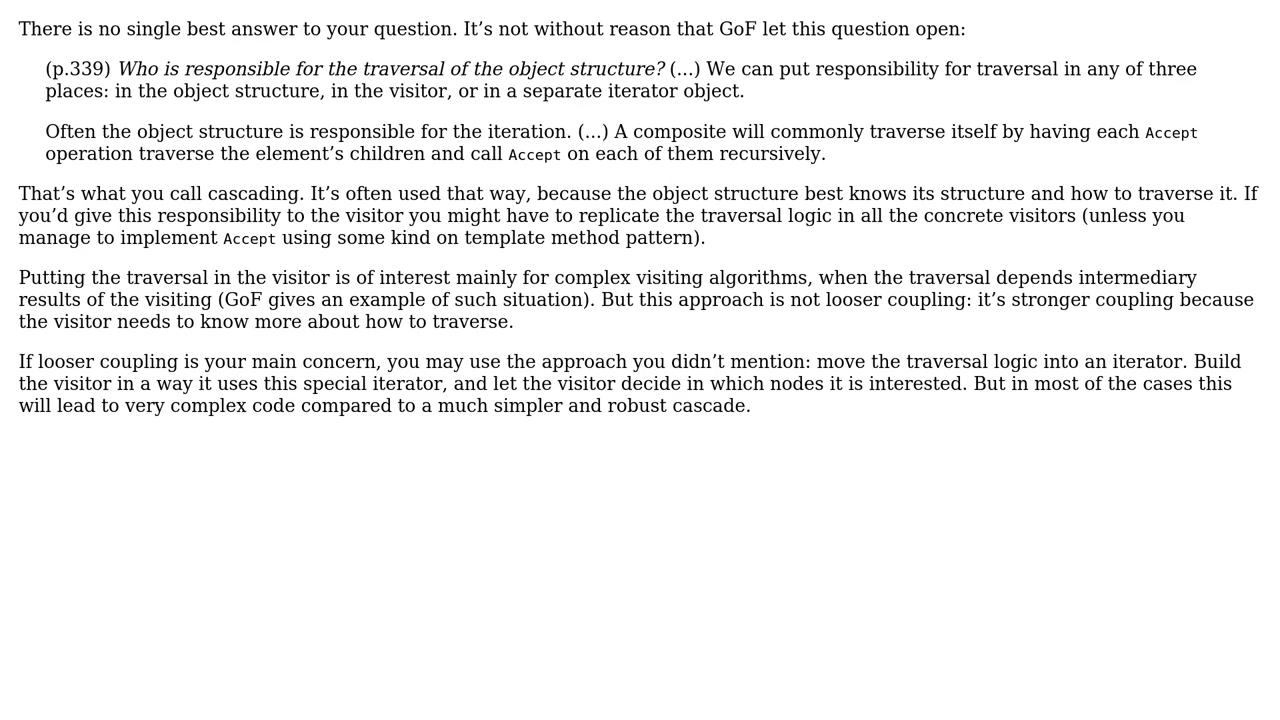 There is no single best answer to your question. It’s not without reason that GoF let this question open:
(p.339) Who is responsible for the traversal of the object structure? (...) We can put responsibility for traversal in any of three
places: in the object structure, in the visitor, or in a separate iterator object.
Often the object structure is responsible for the iteration. (...) A composite will commonly traverse itself by having each Accept
operation traverse the element’s children and call Accept on each of them recursively.
That’s what you call cascading. It’s often used that way, because the object structure best knows its structure and how to traverse it. If
you’d give this responsibility to the visitor you might have to replicate the traversal logic in all the concrete visitors (unless you
manage to implement Accept using some kind on template method pattern).
Putting the traversal in the visitor is of interest mainly for complex visiting algorithms, when the traversal depends intermediary
results of the visiting (GoF gives an example of such situation). But this approach is not looser coupling: it’s stronger coupling because
the visitor needs to know more about how to traverse.
If looser coupling is your main concern, you may use the approach you didn’t mention: move the traversal logic into an iterator. Build
the visitor in a way it uses this special iterator, and let the visitor decide in which nodes it is interested. But in most of the cases this
will lead to very complex code compared to a much simpler and robust cascade.